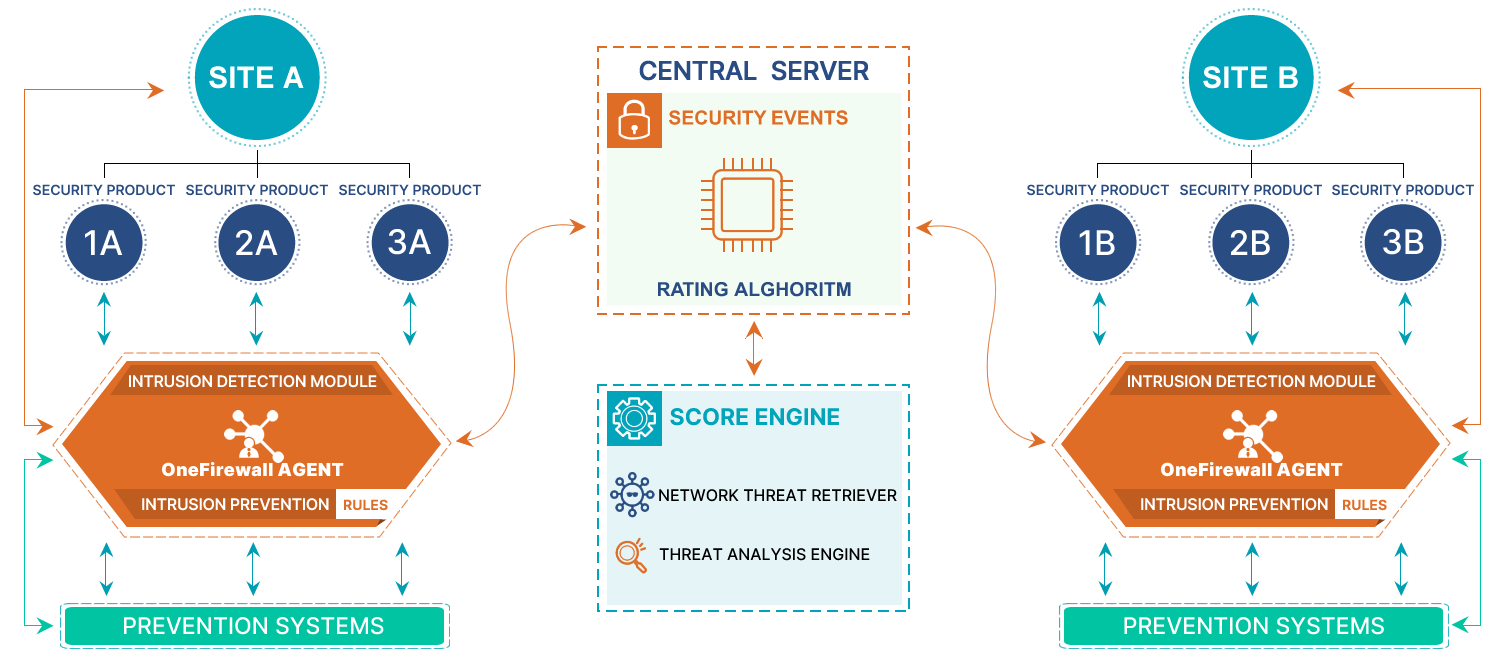 SITE A
SECURITY PRODUCT
SECURITY PRODUCT
SECURITY PRODUCT
1A
2A
3A
INTRUSION DETECTION MODULE
OneFirewall AGENT
INTRUSION PREVENTION RULES
PREVENTION SYSTEMS
CENTRAL SERVER
SECURITY EVENTS
RATING ALGHORITM
SCORE ENGINE
NETWORK THREAT RETRIEVER
THREAT ANALYSIS ENGINE
SITE B
SECURITY PRODUCT
SECURITY PRODUCT
SECURITY PRODUCT
1B
2B
3B
INTRUSION DETECTION MODULE
OneFirewall AGENT
INTRUSION PREVENTION RULES
PREVENTION SYSTEMS